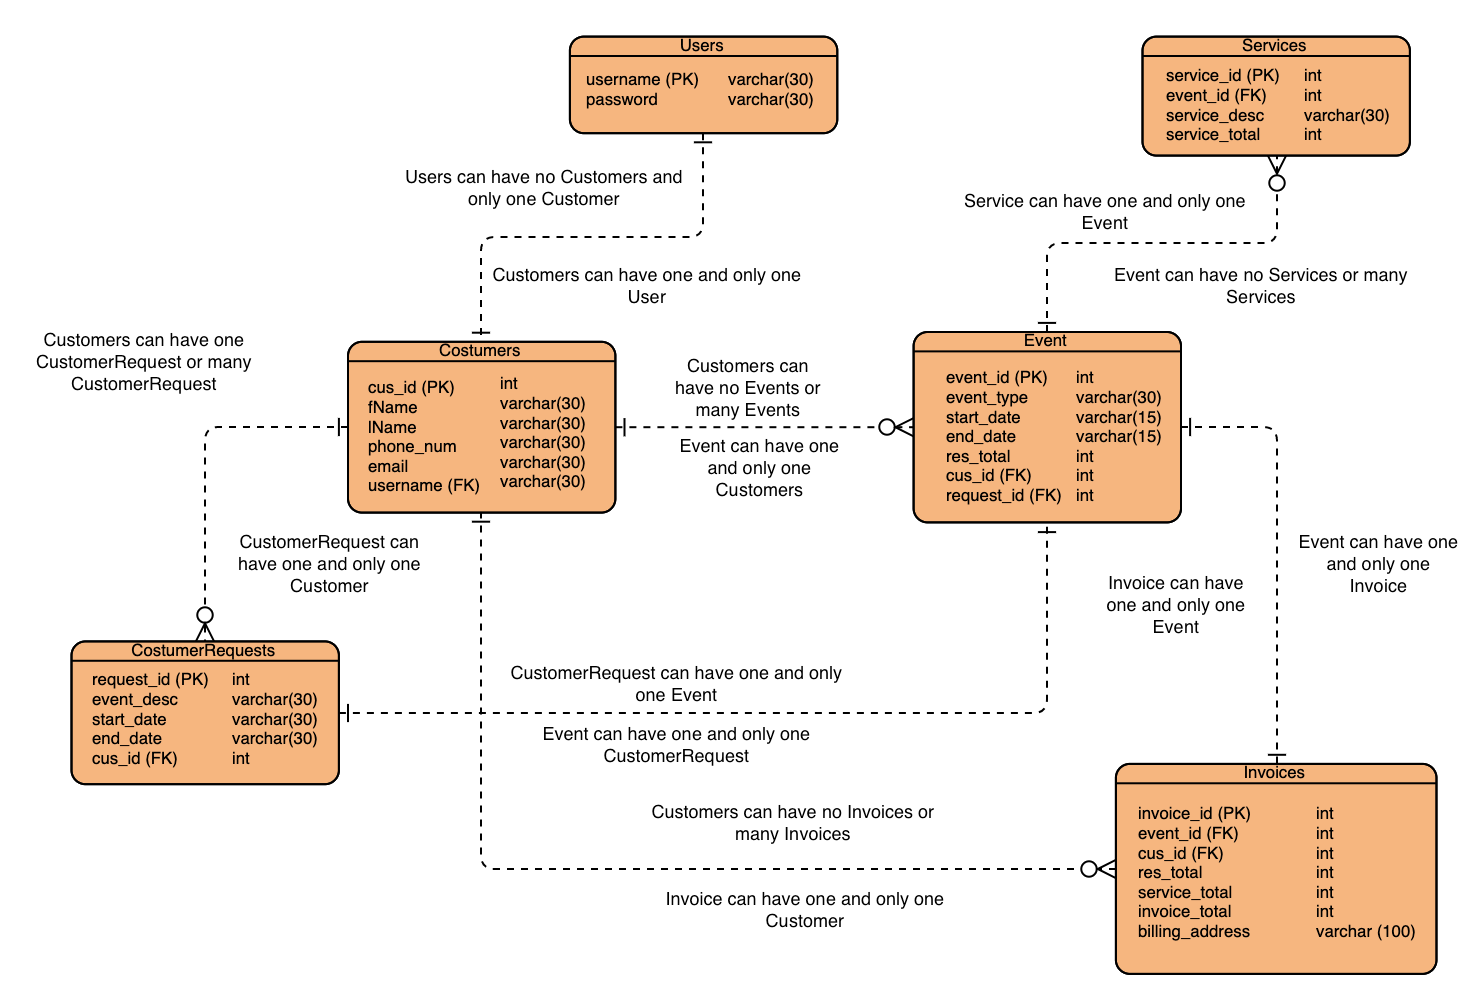 Users
username (PK) varchar(30)
password varchar(30)
Services
service_id (PK) int
event_id (FK) int
service_desc varchar(30)
service_total int
Users can have no Customers and
only one Customer
Service can have one and only one
Event
Customers can have one and only one
User
Event can have no Services or many
Services
Customers can have one
CustomerRequest or many
CustomerRequest
Costumers
cus_id (PK) int
fName varchar(30)
lName varchar(30)
phone_num varchar(30)
email varchar(30)
username (FK) varchar(30)
Customers can
have no Events or
many Events
Event can have one
and only one
Customers
Event
event_id (PK) int
event_type varchar(30)
start_date varchar(15)
end_date varchar(15)
res_total int
cus_id (FK) int
request_id (FK) int
CustomerRequest can
have one and only one
Customer
Invoice can have
one and only one
Event
Event can have one
and only one
Invoice
CostumerRequests
request_id (PK) int
event_desc varchar(30)
start_date varchar(30)
end_date varchar(30)
cus_id (FK) int
CustomerRequest can have one and only
one Event
Event can have one and only one
CustomerRequest
Customers can have no Invoices or
many Invoices
Invoice can have one and only one
Customer
Invoices
invoice_id (PK) int
event_id (FK) int
cus_id (FK) int
res_total int
service_total int
invoice_total int
billing_address varchar (100)